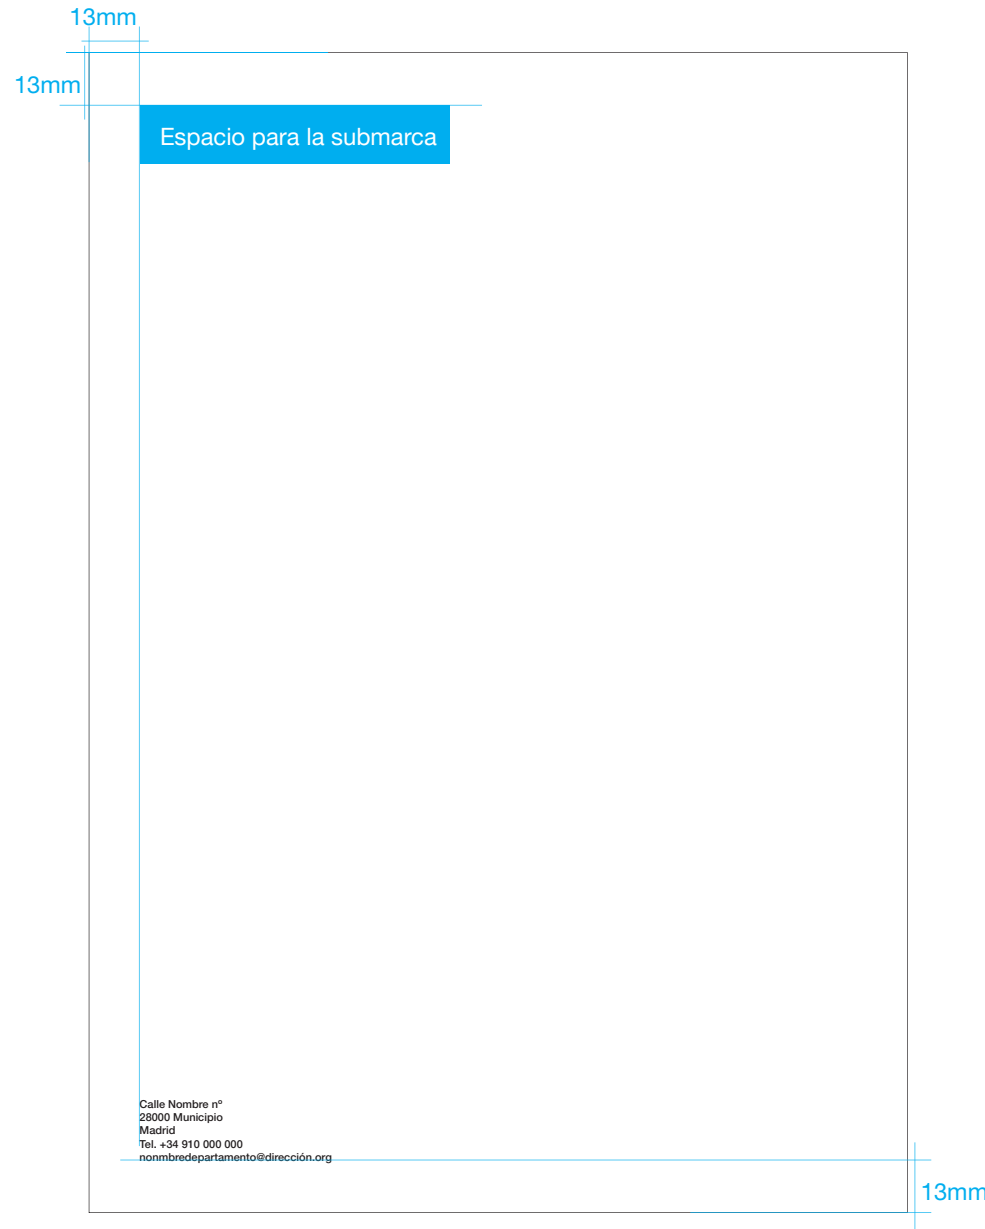 13mm
13mm
Espacio para la submarca
Calle Nombre nº
28000 Municipio
Madrid
Tel. +34 910 000 000
nonmbredepartamento@dirección.org
13mm